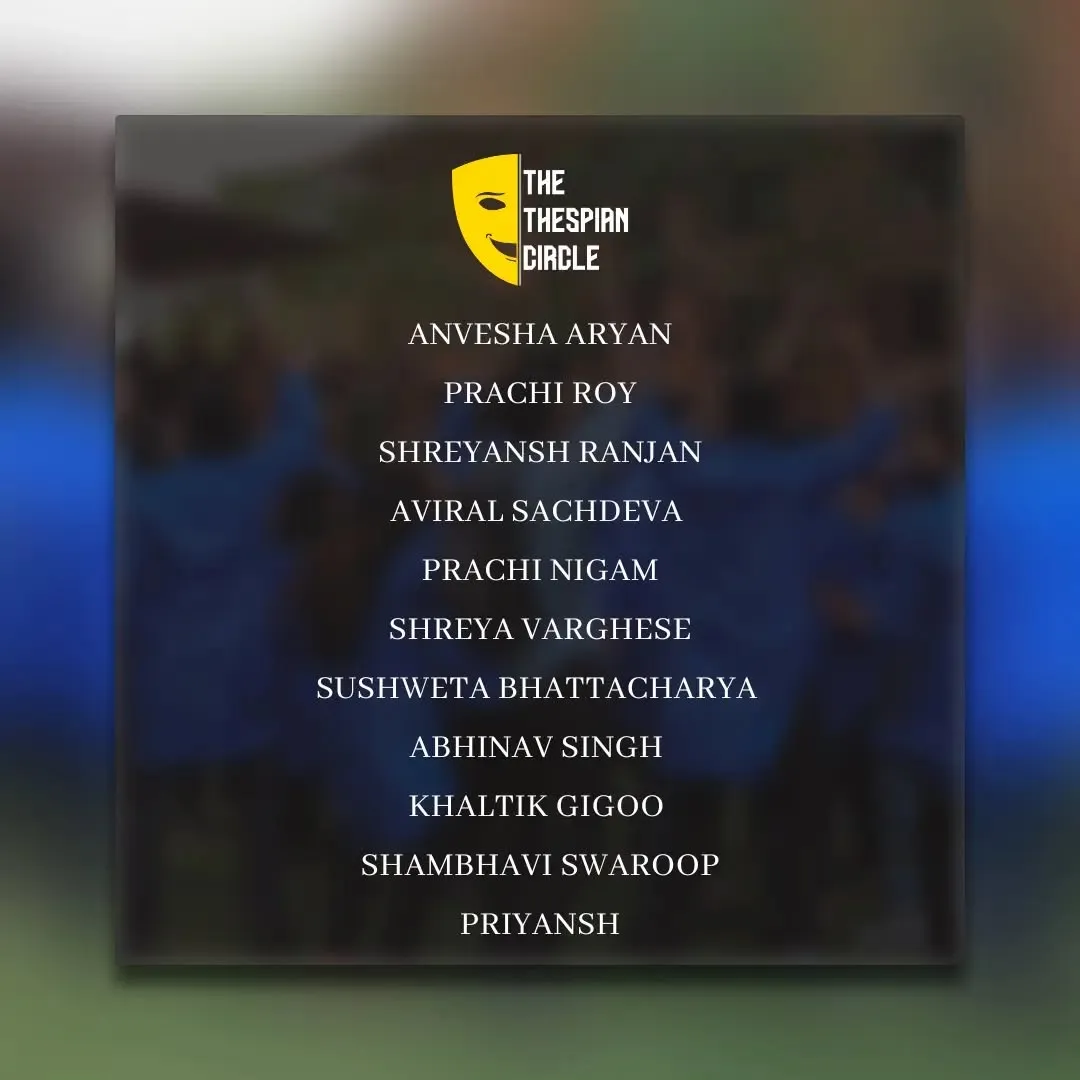 THE
THESPIAN
CIRCLE
ANVESHA ARYAN
PRACHI ROY
SHREYANSH RANJAN
AVIRAL SACHDEVA
PRACHI NIGAM
SHREYA VARGHESE
SUSHWETA BHATTACHARYA
ABHINAV SINGH
KHALTIK GIGOO
SHAMBHAVI SWAROOP
PRIYANSH